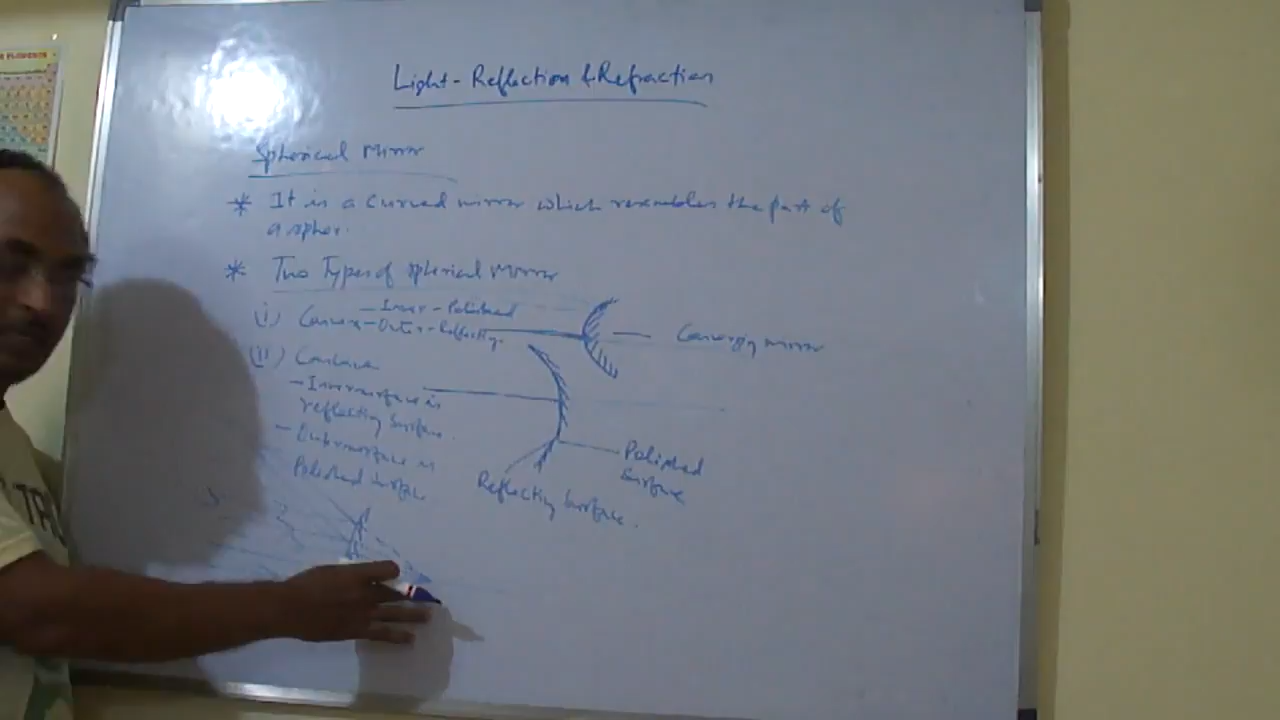 Light-Reflection & Refraction
Spherical Mirror
* It is a curved mirror which resembles the part of
a spher.
* Two Types of Spherical Mirror
(i) Convex - Inner - Polished
- Outer - Reflecting.
mirror
(ii) Concave
- Inner surface is
reflecting Surface.
- Outer surface is
Polished Surface
Polished
Surface
Reflecting Surface.